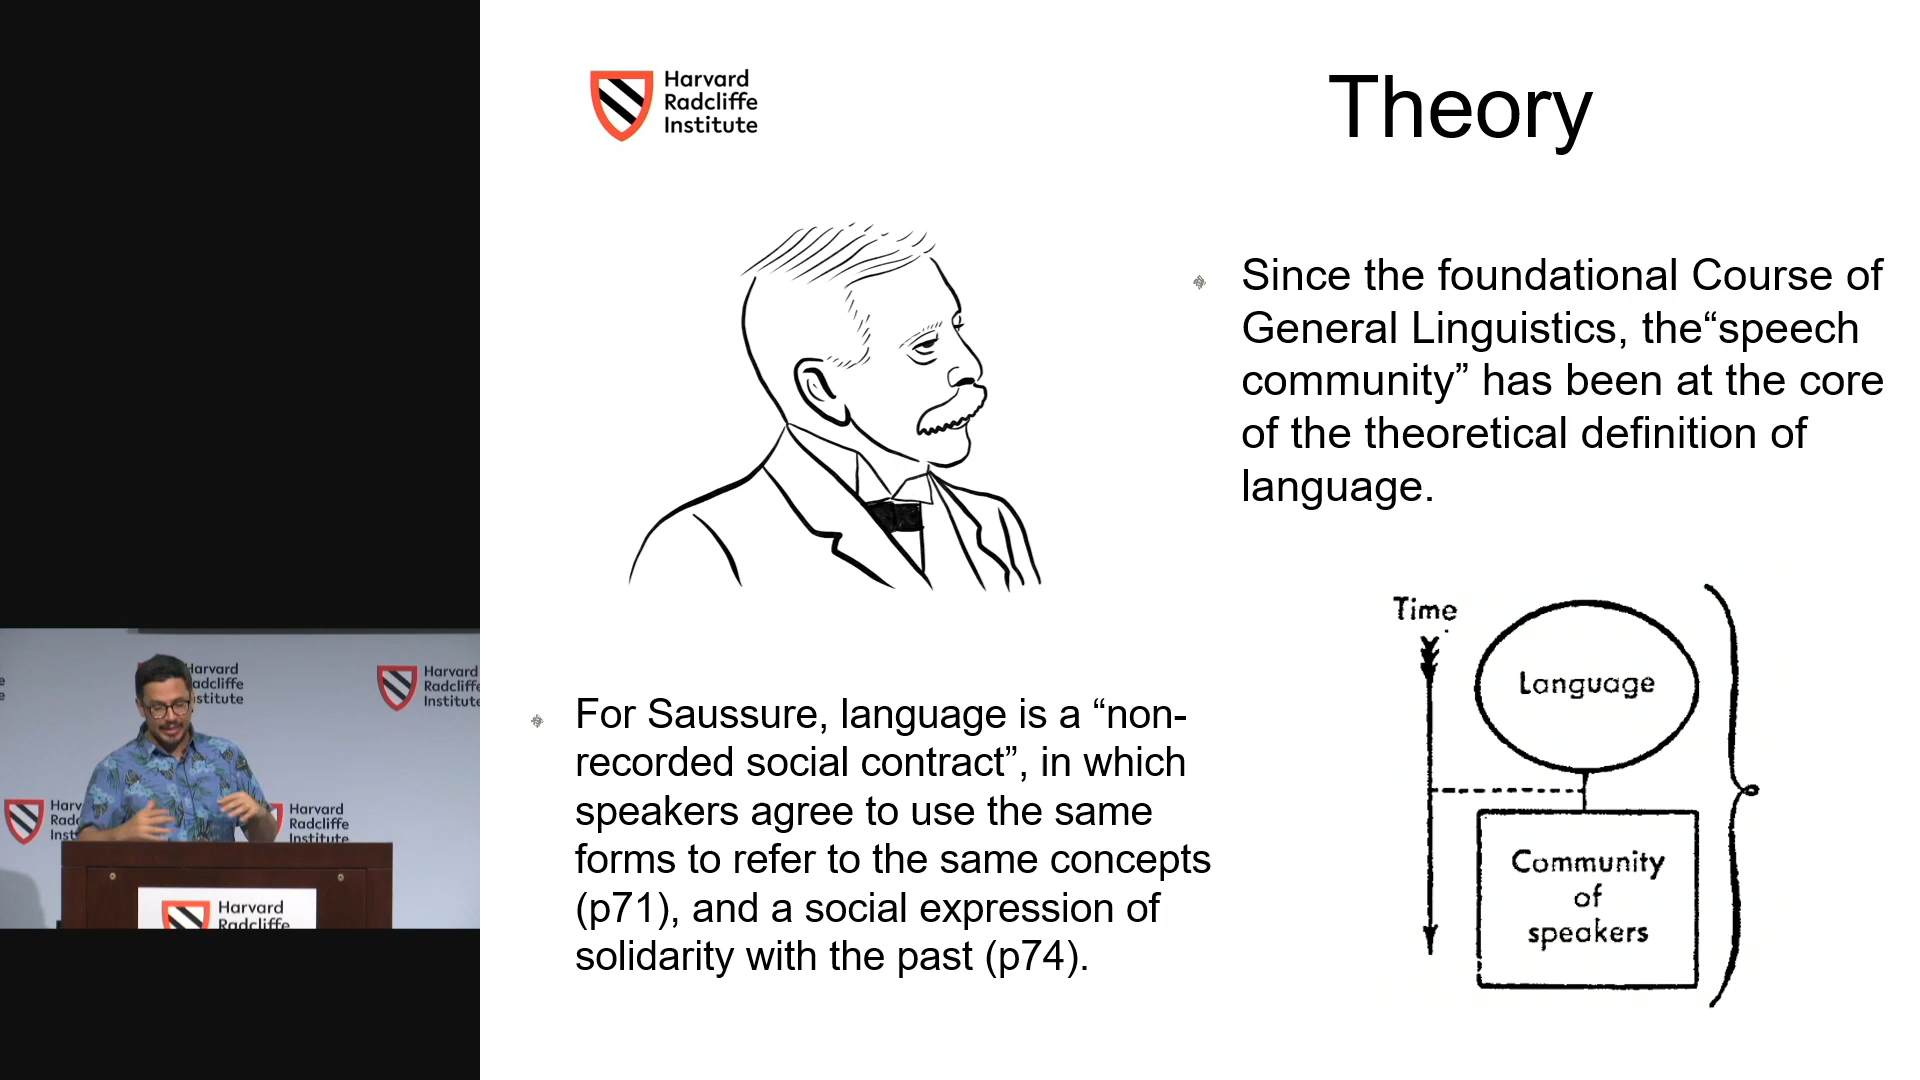 Harvard
Radcliffe
Institute
Theory
Since the foundational Course of
General Linguistics, the“speech
community” has been at the core
of the theoretical definition of
language.
For Saussure, language is a “non-
recorded social contract”, in which
speakers agree to use the same
forms to refer to the same concepts
(p71), and a social expression of
solidarity with the past (p74).
Time
Language
Community
of
speakers
Harvard
Radcliffe
Institute
Harvard
Radcliffe
Institute
Harvard
Radcliffe
Institute
Harvard
Radcliffe